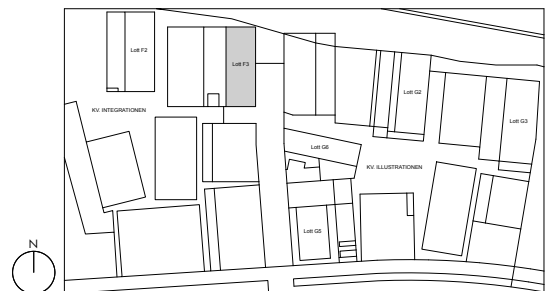 Lott F2
Lott F3
Lott G2
KV. INTEGRATIONEN
Lott G3
Lott G6
KV. ILLUSTRATIONEN
Lott G5
N